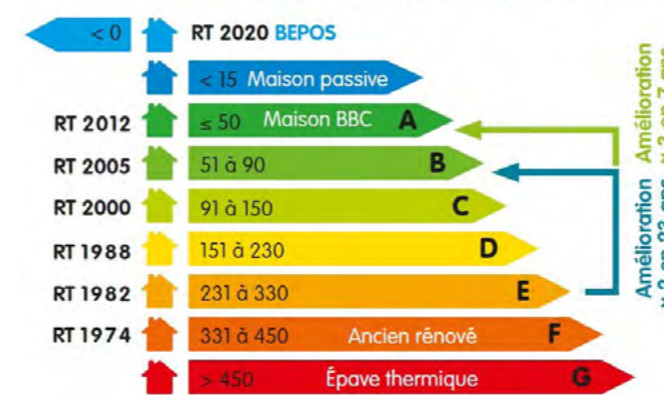 < 0 RT 2020 BEPOS
< 15 Maison passive
RT 2012 ≤ 50 Maison BBC A
RT 2005 51 à 90 B
RT 2000 91 à 150 C
RT 1988 151 à 230 D
RT 1982 231 à 330 E
RT 1974 331 à 450 Ancien rénové F
> 450 Épave thermique G
Amélioration
Amélioration